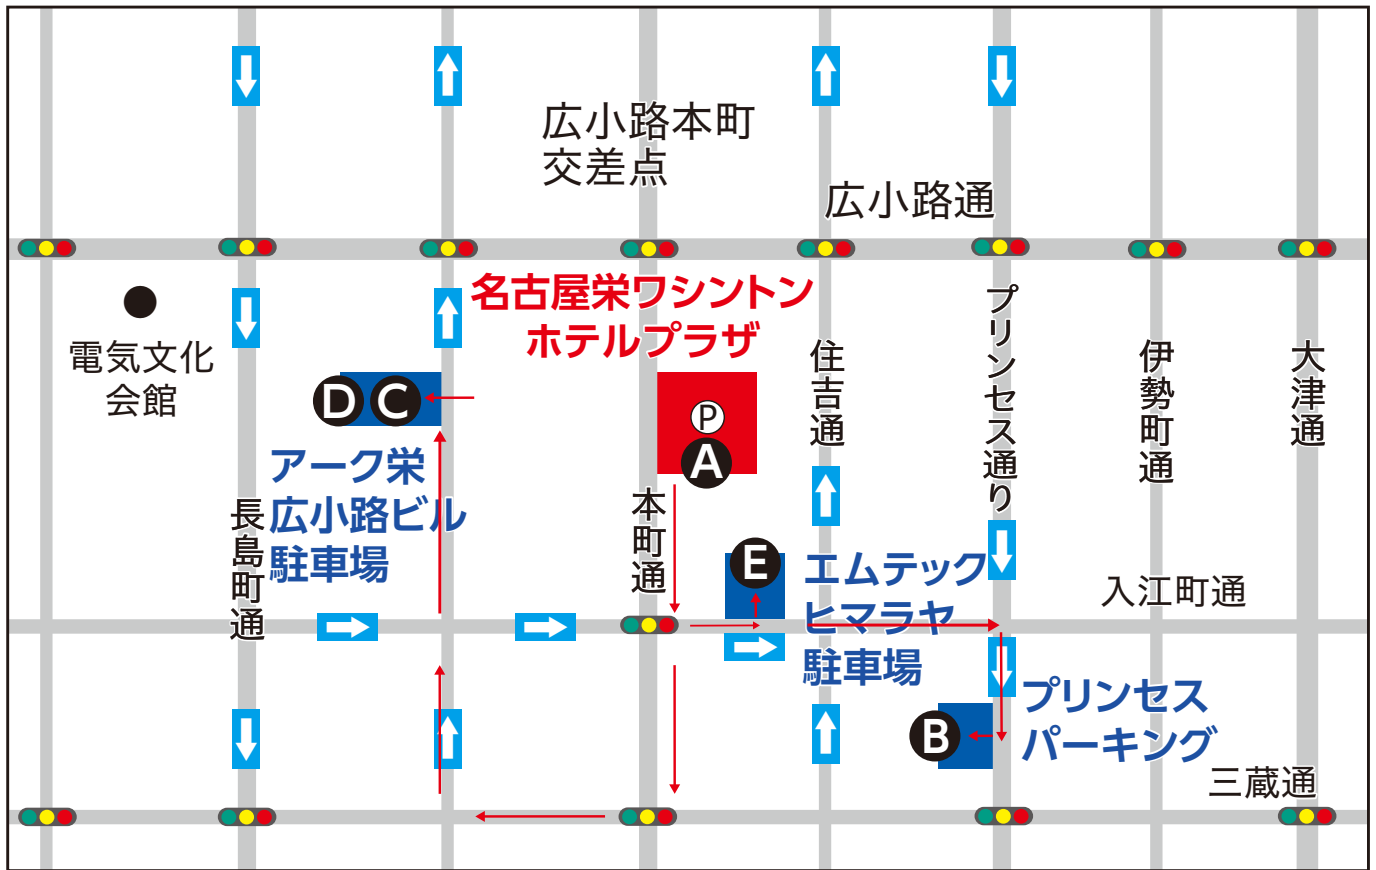 広小路本町
交差点
広小路通
名古屋栄ワシントン
ホテルプラザ
電気文化
会館
D C
P
A
アーク栄
広小路ビル
駐車場
長島町通
本町通
住吉通
プリンセス通り
伊勢町通
大津通
E
エムテック
ヒマラヤ
駐車場
入江町通
B
プリンセス
パーキング
三蔵通